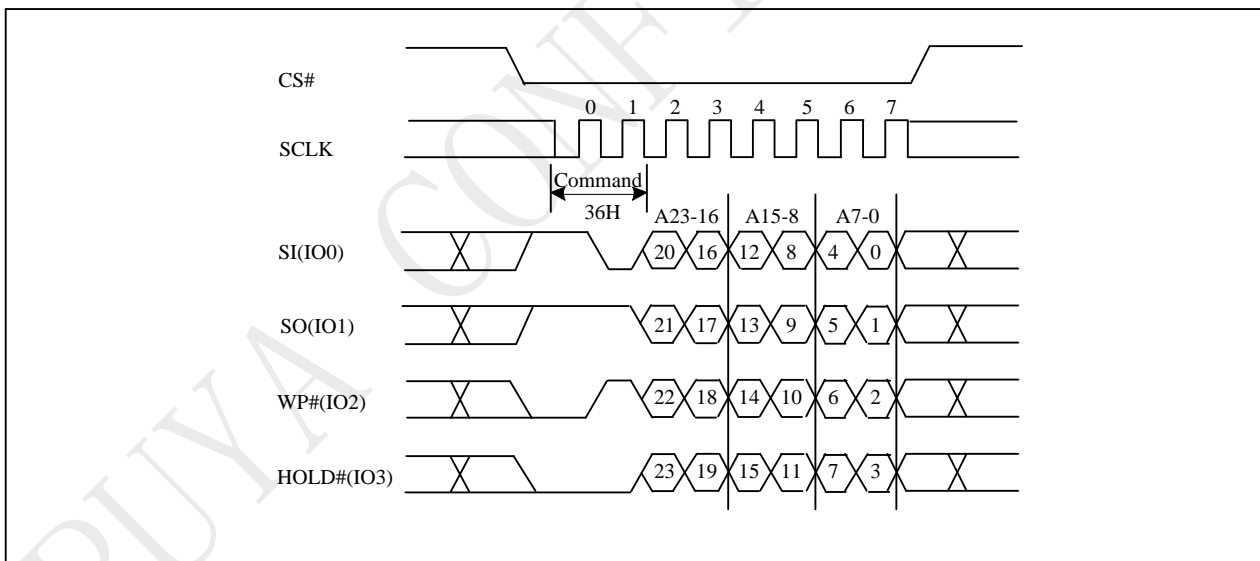 PUYA CONF
CS#
0 1 2 3 4 5 6 7
SCLK
Command
36H
A23-16 A15-8 A7-0
SI(IO0) 20 16 12 8 4 0
SO(IO1) 21 17 13 9 5 1
WP#(IO2) 22 18 14 10 6 2
HOLD#(IO3) 23 19 15 11 7 3